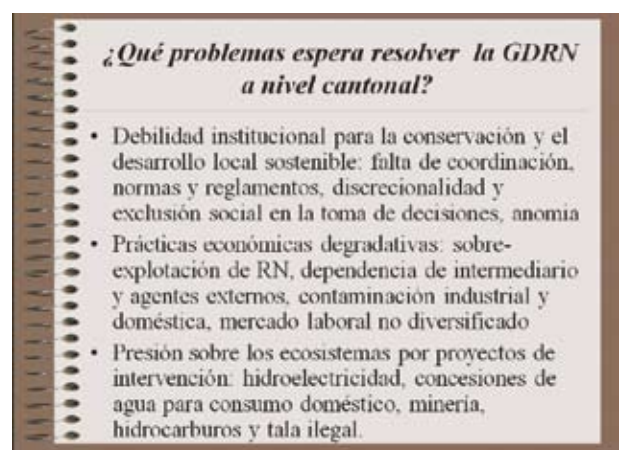 ¿Qué problemas espera resolver la GDRN
a nivel cantonal?
• Debilidad institucional para la conservación y el
desarrollo local sostenible: falta de coordinación,
normas y reglamentos, discrecionalidad y
exclusión social en la toma de decisiones, anomia
• Prácticas económicas degradativas: sobre-
explotación de RN, dependencia de intermediario
y agentes externos, contaminación industrial y
doméstica, mercado laboral no diversificado
• Presión sobre los ecosistemas por proyectos de
intervención: hidroelectricidad, concesiones de
agua para consumo doméstico, minería,
hidrocarburos y tala ilegal.